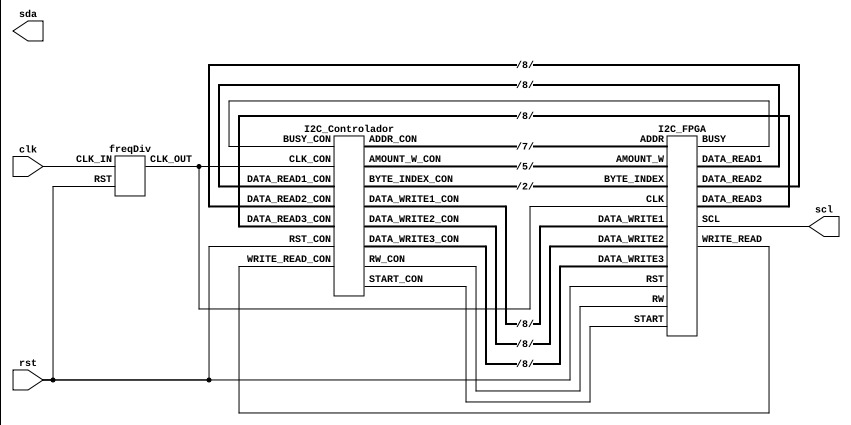 sda
/8/
/8/
/8/
I2C_Controlador
I2C_FPGA
BUSY_CON
ADDR_CON
/7/
ADDR
BUSY
clk
freqDiv
CLK_IN
CLK_OUT
CLK_CON
AMOUNT_W_CON
/5/
AMOUNT_W
DATA_READ1
RST
DATA_READ1_CON
BYTE_INDEX_CON
/2/
BYTE_INDEX
DATA_READ2
DATA_READ2_CON
DATA_WRITE1_CON
CLK
DATA_READ3
DATA_READ3_CON
DATA_WRITE2_CON
DATA_WRITE1
SCL
scl
RST_CON
DATA_WRITE3_CON
DATA_WRITE2
WRITE_READ
WRITE_READ_CON
RW_CON
DATA_WRITE3
START_CON
RST
RW
/8/
START
/8/
/8/
rst